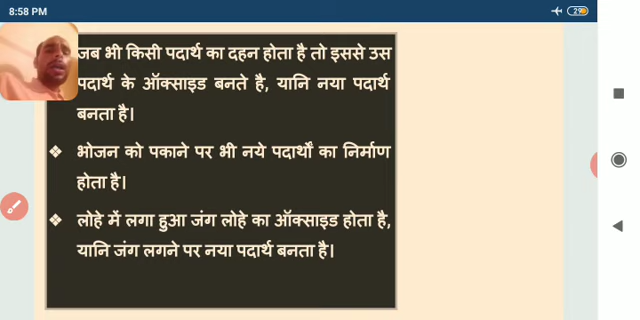 8:58 PM
29
जब भी किसी पदार्थ का दहन होता है तो इससे उस
पदार्थ के ऑक्साइड बनते है, यानि नया पदार्थ
बनता है।
❖ भोजन को पकाने पर भी नये पदार्थों का निर्माण
होता है।
❖ लोहे में लगा हुआ जंग लोहे का ऑक्साइड होता है,
यानि जंग लगने पर नया पदार्थ बनता है।